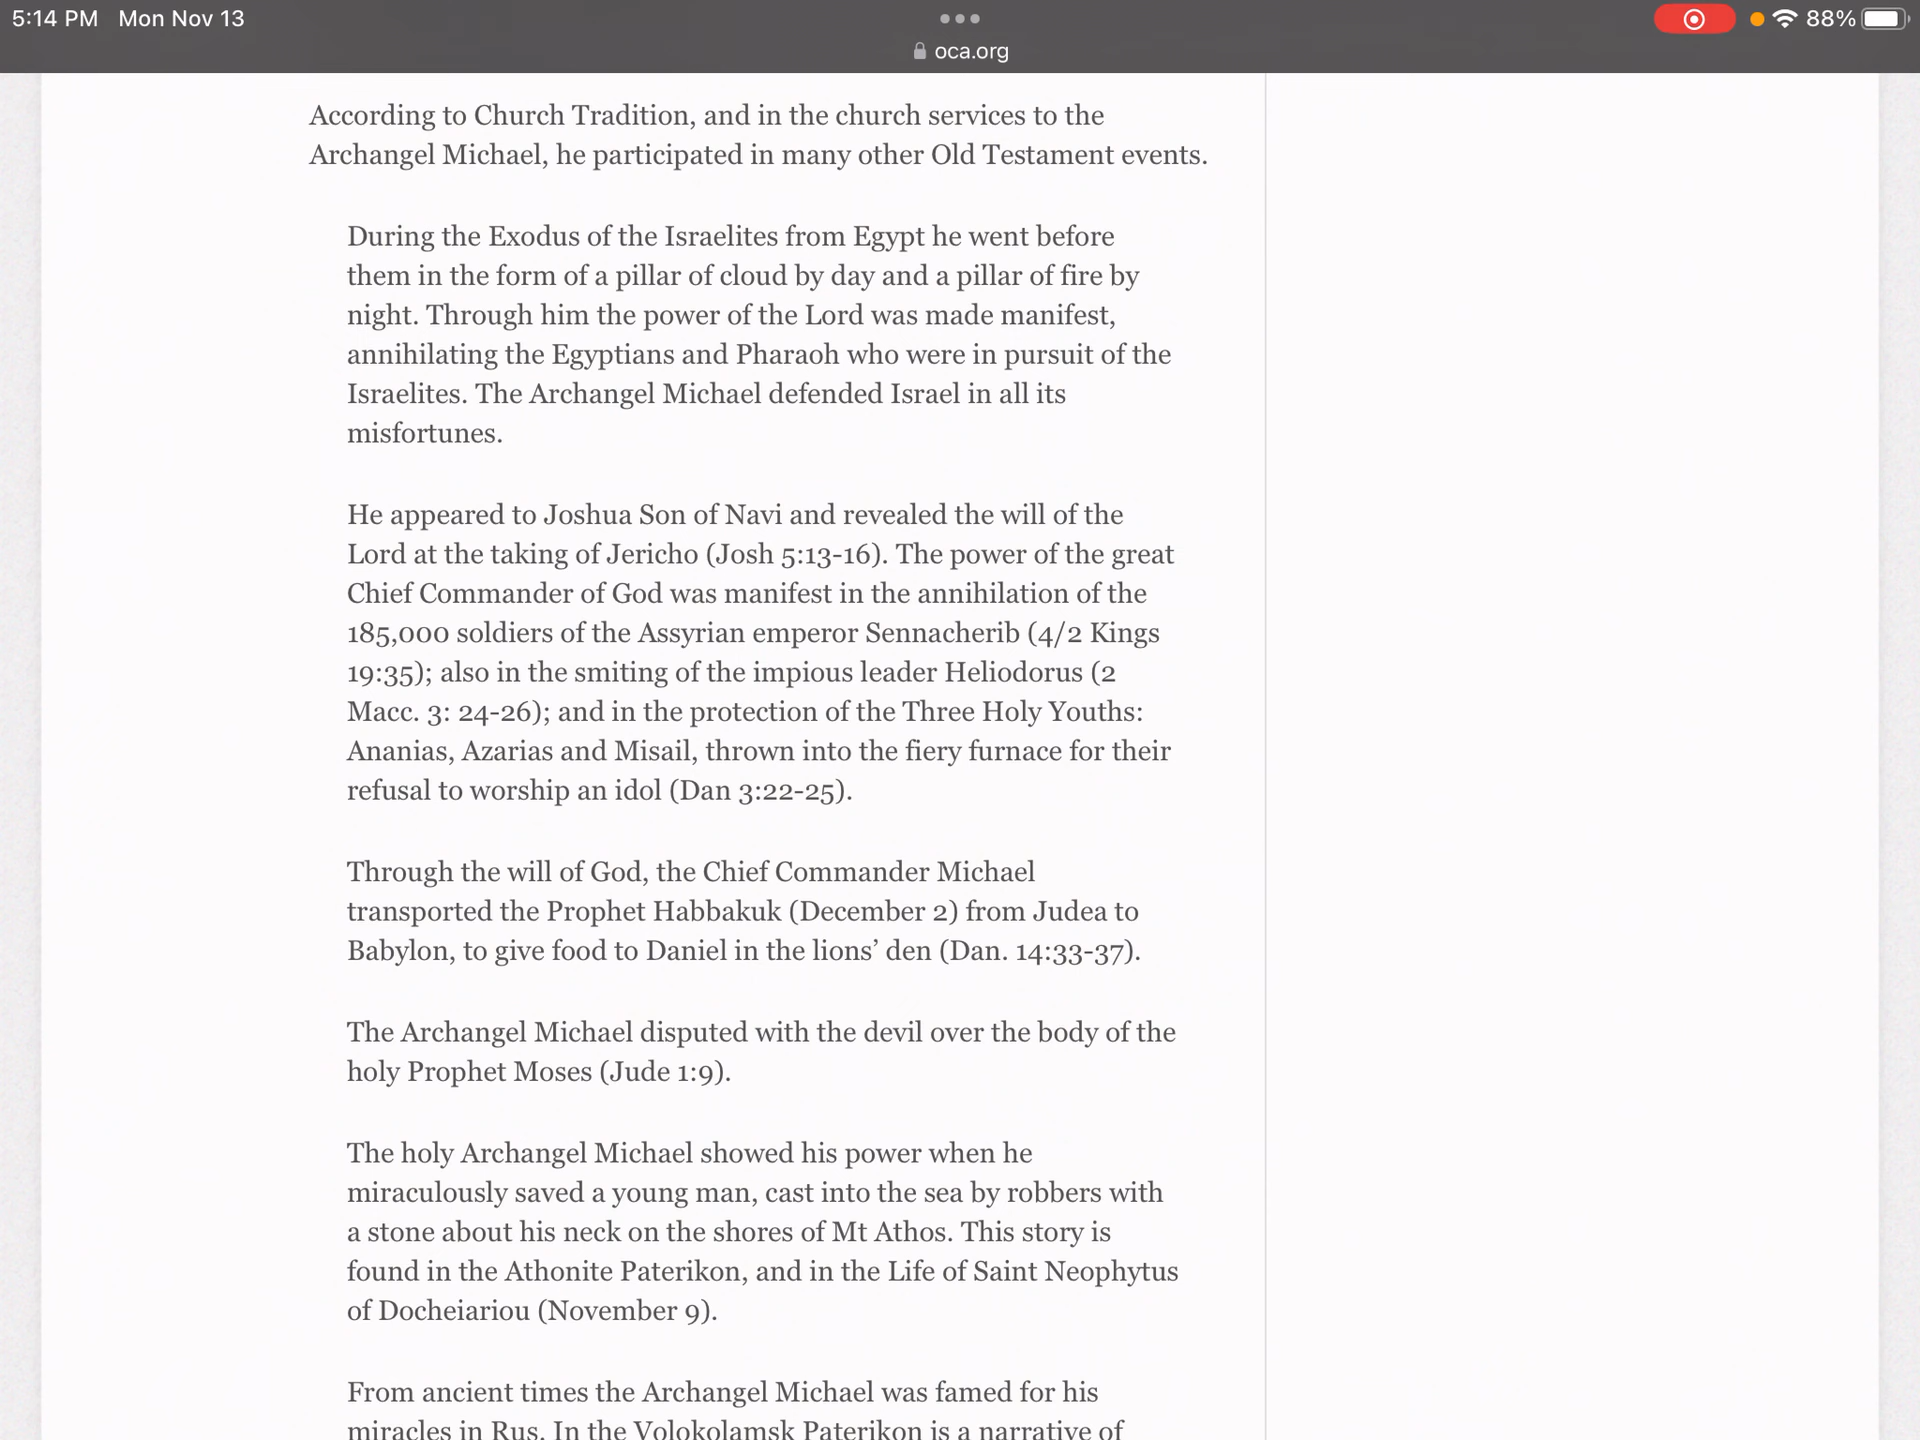 5:14 PM Mon Nov 13
88%
oca.org
According to Church Tradition, and in the church services to the
Archangel Michael, he participated in many other Old Testament events.
During the Exodus of the Israelites from Egypt he went before
them in the form of a pillar of cloud by day and a pillar of fire by
night. Through him the power of the Lord was made manifest,
annihilating the Egyptians and Pharaoh who were in pursuit of the
Israelites. The Archangel Michael defended Israel in all its
misfortunes.
He appeared to Joshua Son of Navi and revealed the will of the
Lord at the taking of Jericho (Josh 5:13-16). The power of the great
Chief Commander of God was manifest in the annihilation of the
185,000 soldiers of the Assyrian emperor Sennacherib (4/2 Kings
19:35); also in the smiting of the impious leader Heliodorus (2
Macc. 3: 24-26); and in the protection of the Three Holy Youths:
Ananias, Azarias and Misail, thrown into the fiery furnace for their
refusal to worship an idol (Dan 3:22-25).
Through the will of God, the Chief Commander Michael
transported the Prophet Habbakuk (December 2) from Judea to
Babylon, to give food to Daniel in the lions’ den (Dan. 14:33-37).
The Archangel Michael disputed with the devil over the body of the
holy Prophet Moses (Jude 1:9).
The holy Archangel Michael showed his power when he
miraculously saved a young man, cast into the sea by robbers with
a stone about his neck on the shores of Mt Athos. This story is
found in the Athonite Paterikon, and in the Life of Saint Neophytus
of Docheiariou (November 9).
From ancient times the Archangel Michael was famed for his
miracles in Rus. In the Volokolamsk Paterikon is a narrative of